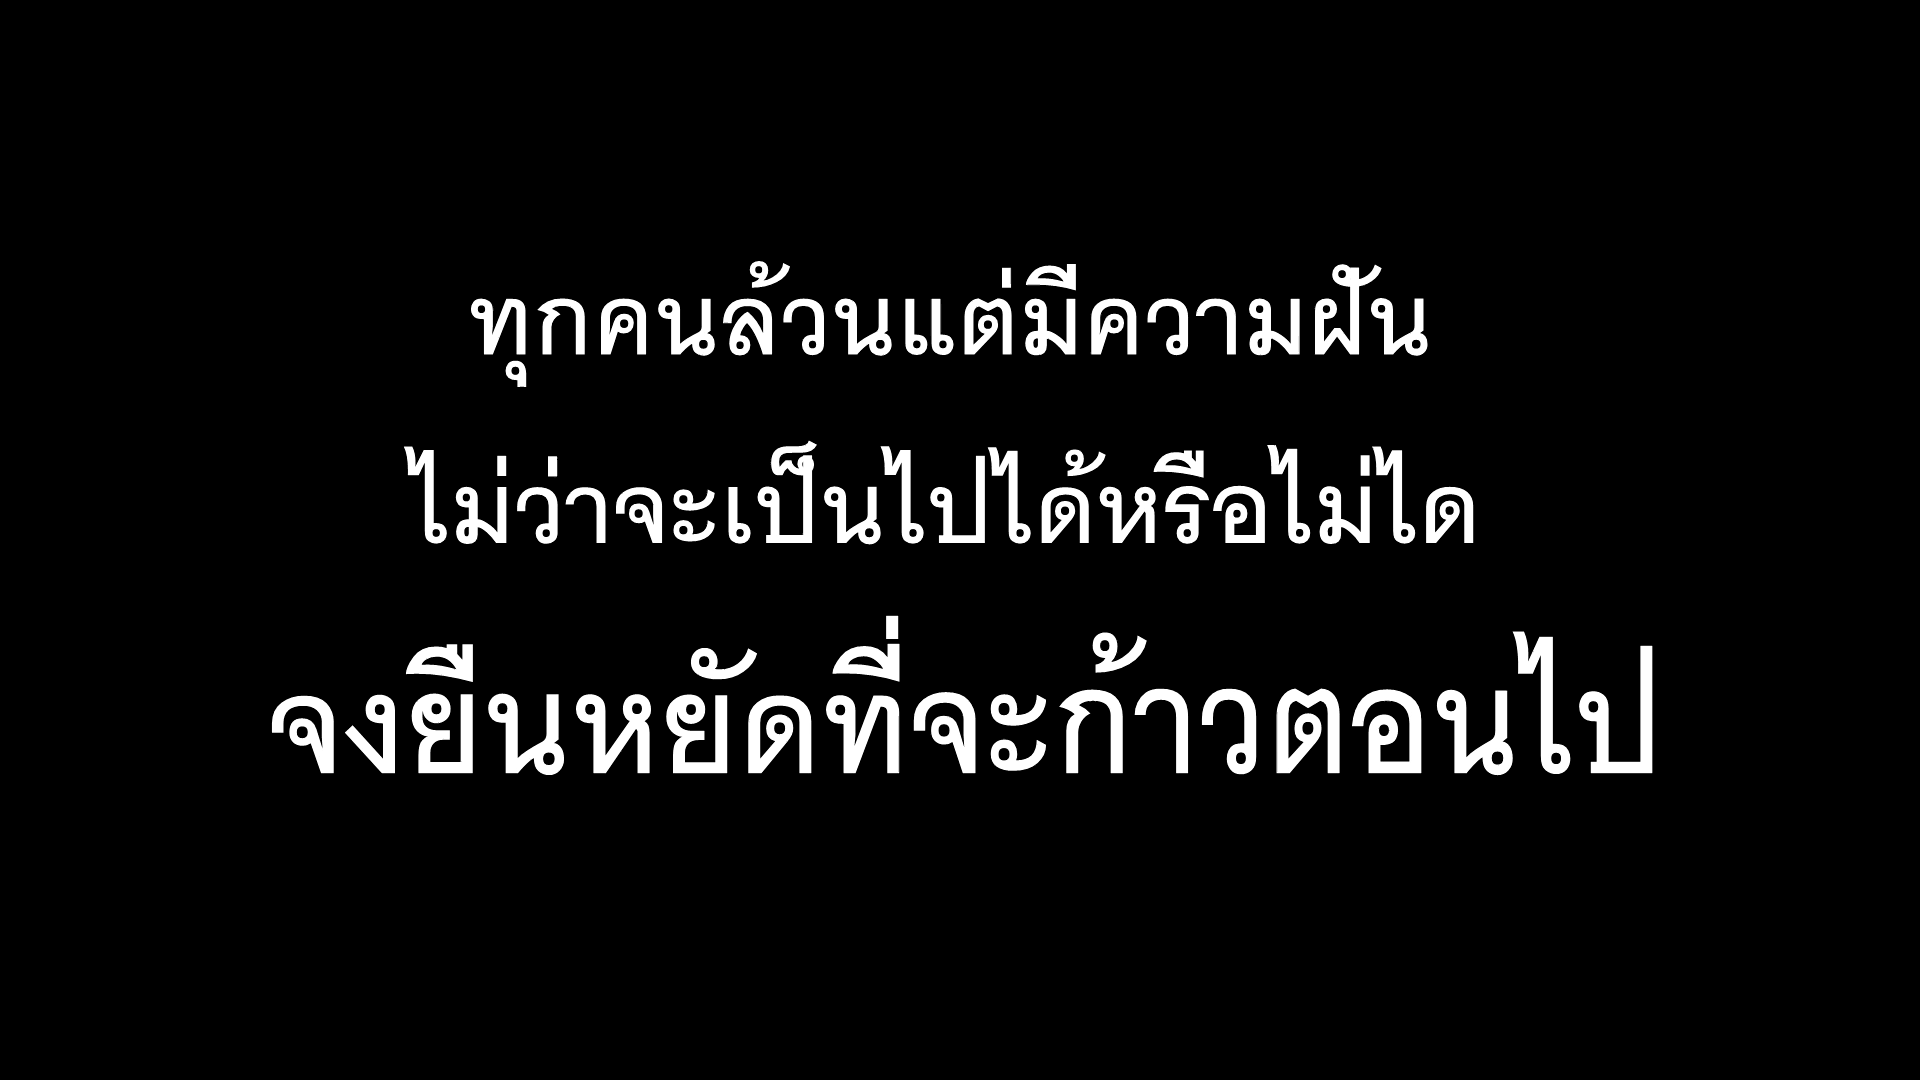 ทุกคนล้วนแต่มีความฝัน
ไม่ว่าจะเป็นไปได้หรือไม่ได
จงยืนหยัดที่จะก้าวตอนไป